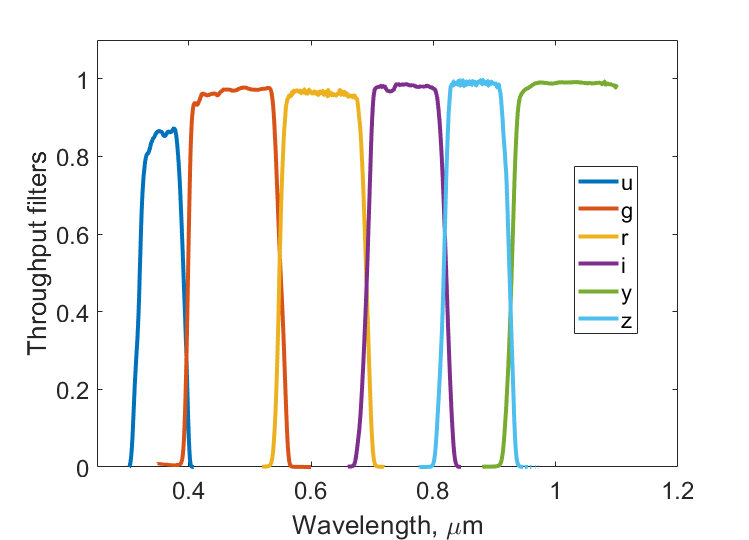 1
0.8
0.6
0.4
0.2
0
Throughput filters
u
g
r
i
y
z
0.4 0.6 0.8 1 1.2
Wavelength, μm